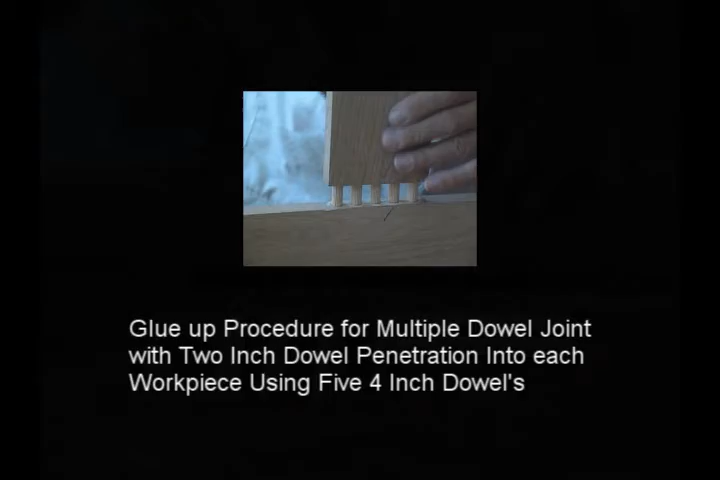 Glue up Procedure for Multiple Dowel Joint
with Two Inch Dowel Penetration Into each
Workpiece Using Five 4 Inch Dowel's